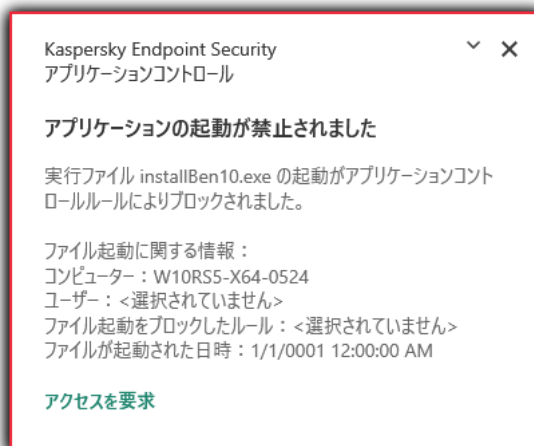 Kaspersky Endpoint Security
アプリケーションコントロール
アプリケーションの起動が禁止されました
実行ファイル installBen10.exe の起動がアプリケーションコント
ロールルールによりブロックされました。
ファイル起動に関する情報：
コンピューター：W10RS5-X64-0524
ユーザー：<選択されていません>
ファイル起動をブロックしたルール：<選択されていません>
ファイルが起動された日時：1/1/0001 12:00:00 AM
アクセスを要求